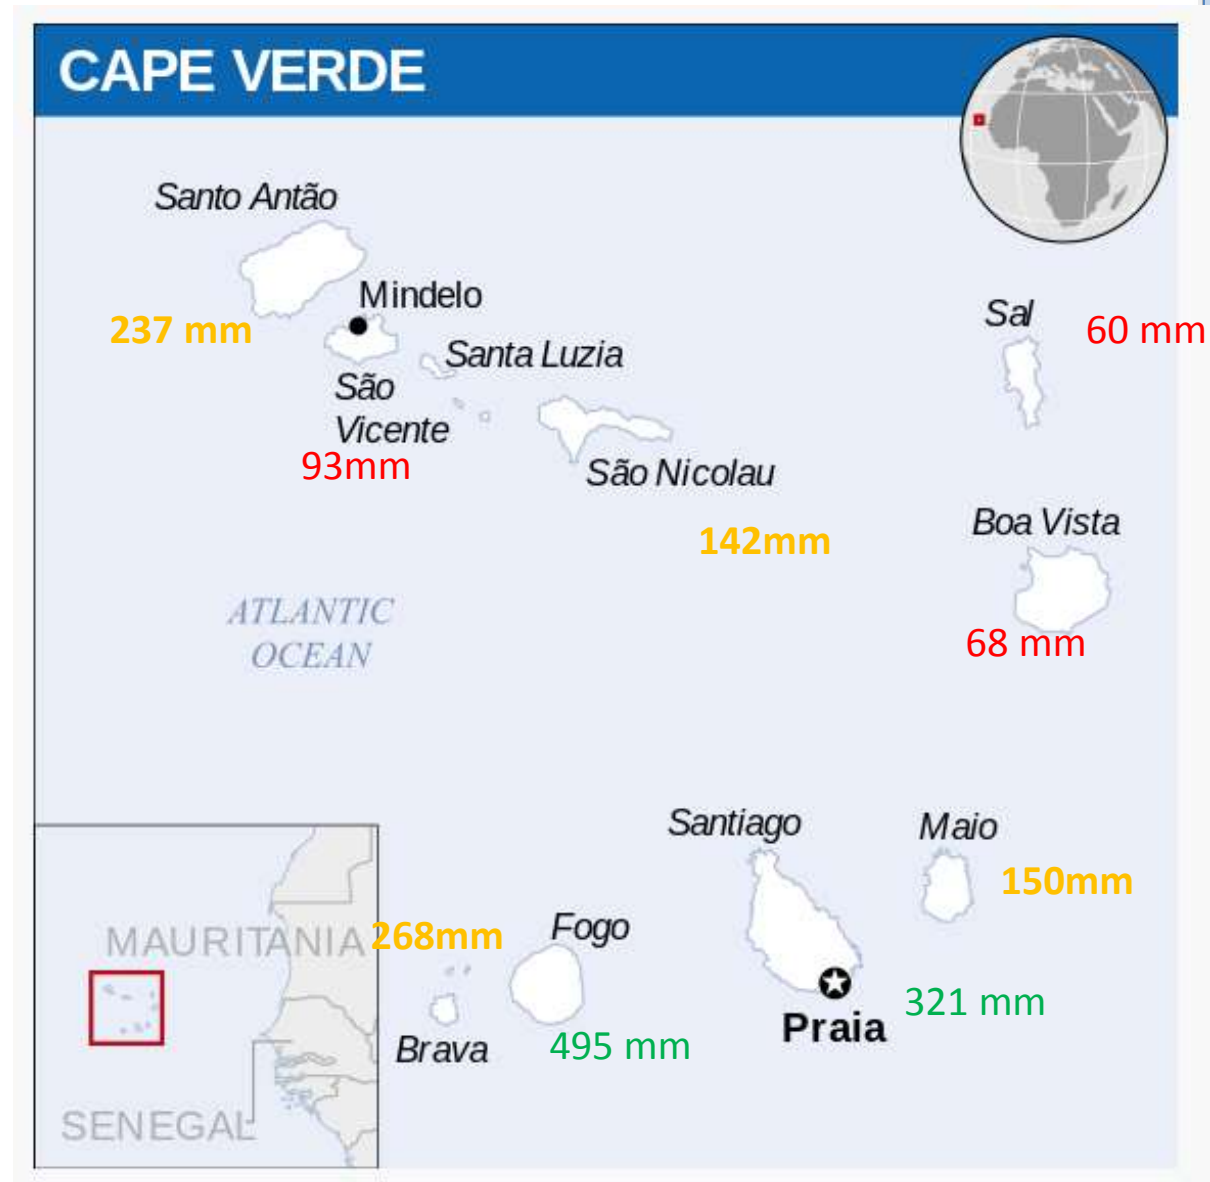 CAPE VERDE
Santo Antão
Mindelo
237 mm
Sal
60 mm
Santa Luzia
São
Vicente
93mm
São Nicolau
142mm
Boa Vista
68 mm
ATLANTIC
OCEAN
Santiago
Maio
150mm
MAURITANIA
268mm
Fogo
321 mm
Praia
Brava
495 mm
SENEGAL